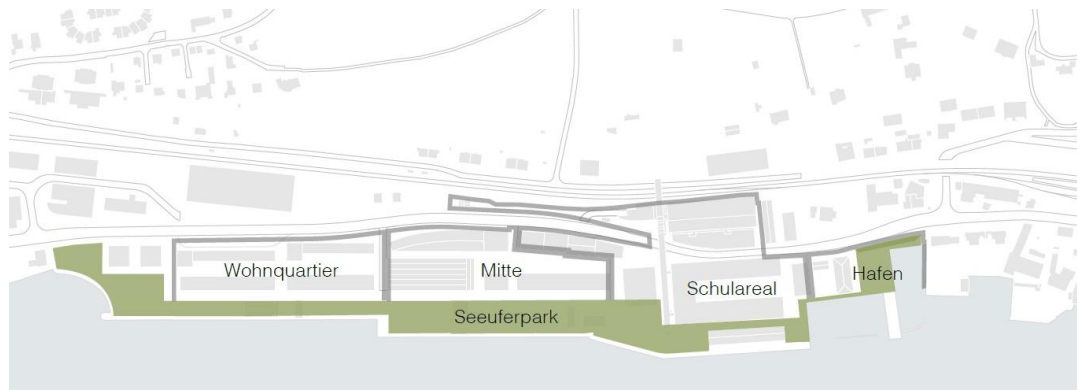 Wohnquartier
Mitte
Schulareal
Hafen
Seeuferpark